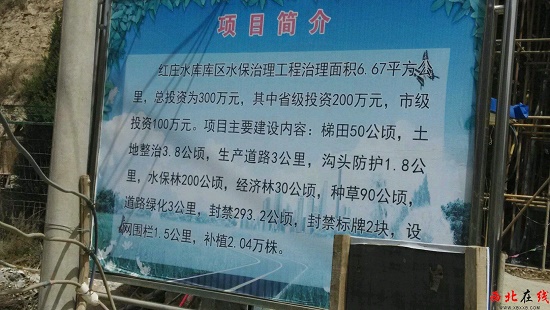 项目简介
红庄水库库区水保治理工程治理面积6.67平方公
里，总投资为300万元，其中省级投资200万元，市级
投资100万元。项目主要建设内容：梯田50公顷，土
地整治3.8公顷，生产道路3公里，沟头防护1.8公
里，水保林200公顷，经济林30公顷，种草90公顷，
道路绿化3公里，封禁293.2公顷，封禁标牌2块，设
网围栏1.5公里，补植2.04万株。
西北在线
WWW.XBXXB.COM